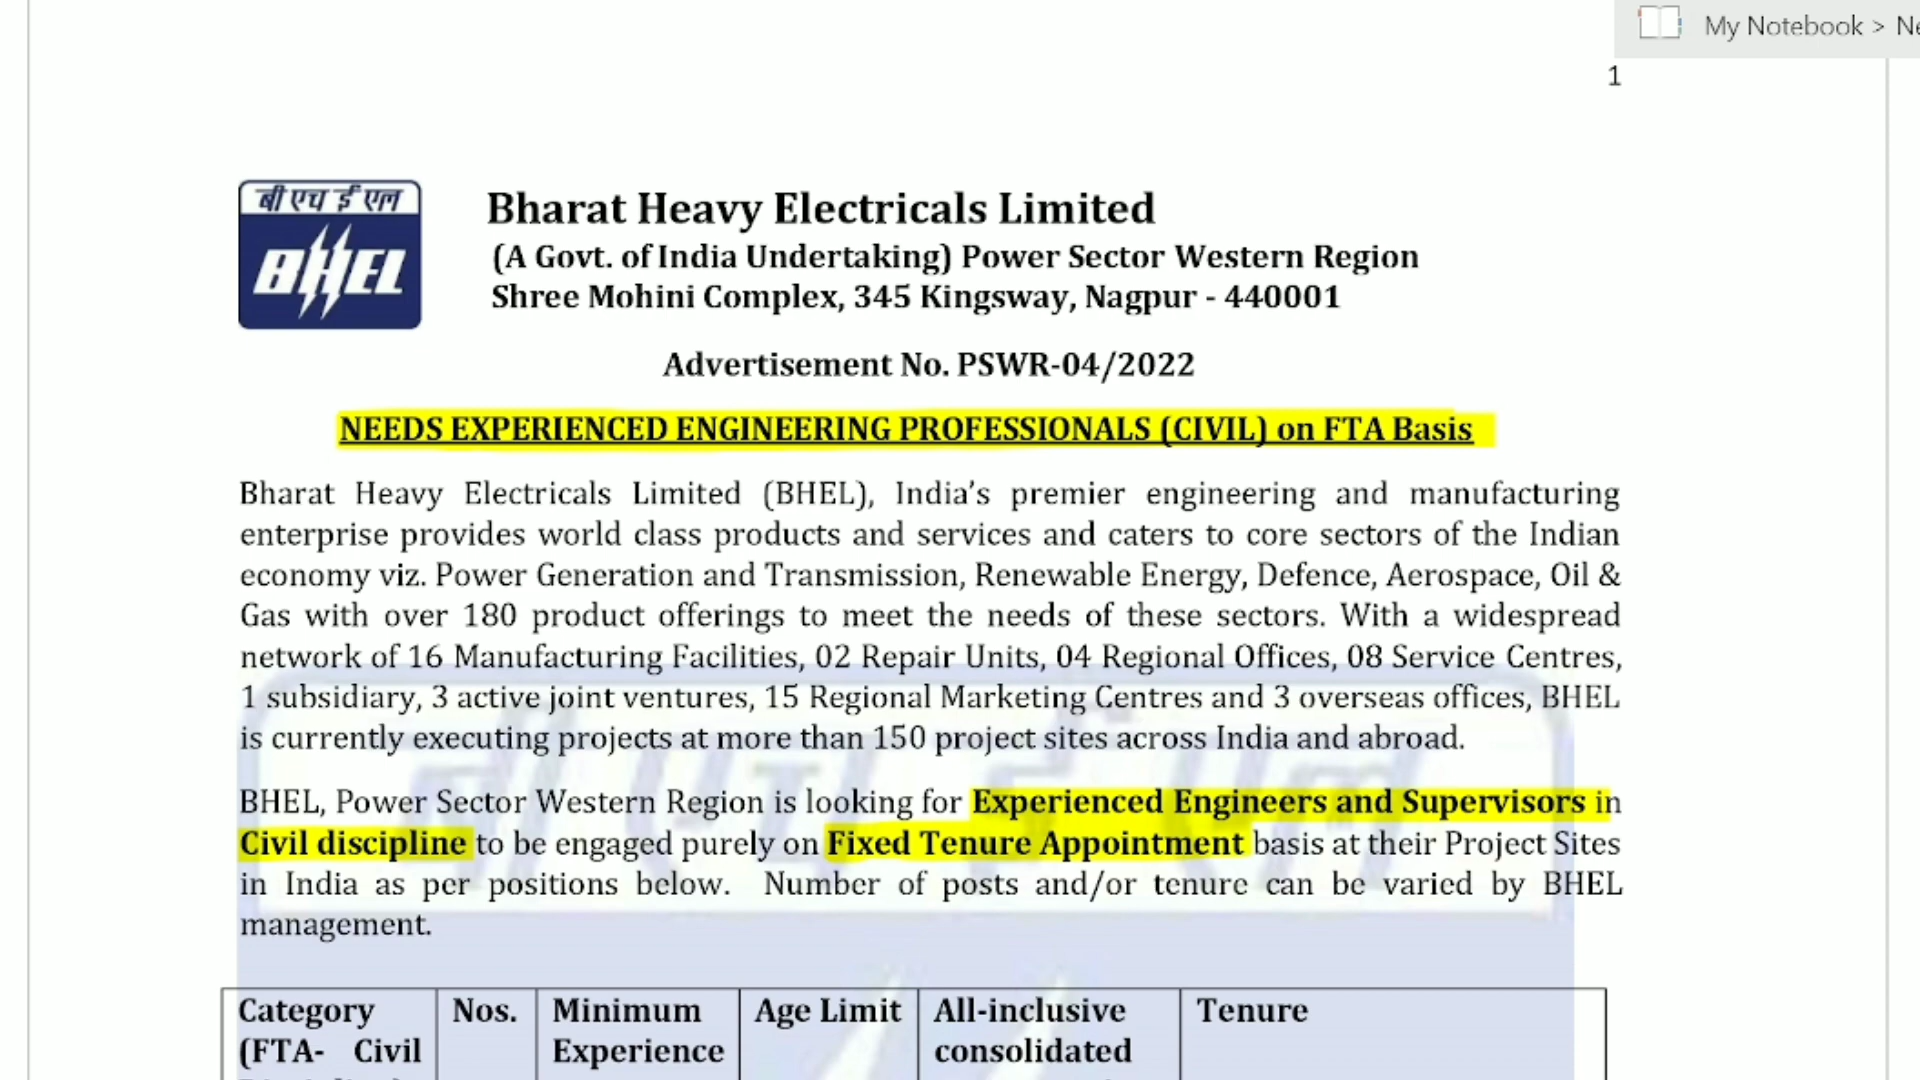 My Notebook >
1
बी एच ई एल
BHEL
Bharat Heavy Electricals Limited
(A Govt. of India Undertaking) Power Sector Western Region
Shree Mohini Complex, 345 Kingsway, Nagpur - 440001
Advertisement No. PSWR-04/2022
NEEDS EXPERIENCED ENGINEERING PROFESSIONALS (CIVIL) on FTA Basis
Bharat Heavy Electricals Limited (BHEL), India's premier engineering and manufacturing
enterprise provides world class products and services and caters to core sectors of the Indian
economy viz. Power Generation and Transmission, Renewable Energy, Defence, Aerospace, Oil &
Gas with over 180 product offerings to meet the needs of these sectors. With a widespread
network of 16 Manufacturing Facilities, 02 Repair Units, 04 Regional Offices, 08 Service Centres,
1 subsidiary, 3 active joint ventures, 15 Regional Marketing Centres and 3 overseas offices, BHEL
is currently executing projects at more than 150 project sites across India and abroad.
BHEL, Power Sector Western Region is looking for Experienced Engineers and Supervisors in
Civil discipline to be engaged purely on Fixed Tenure Appointment basis at their Project Sites
in India as per positions below. Number of posts and/or tenure can be varied by BHEL
management.
Category Nos. Minimum Age Limit All-inclusive Tenure
(FTA- Civil Experience consolidated